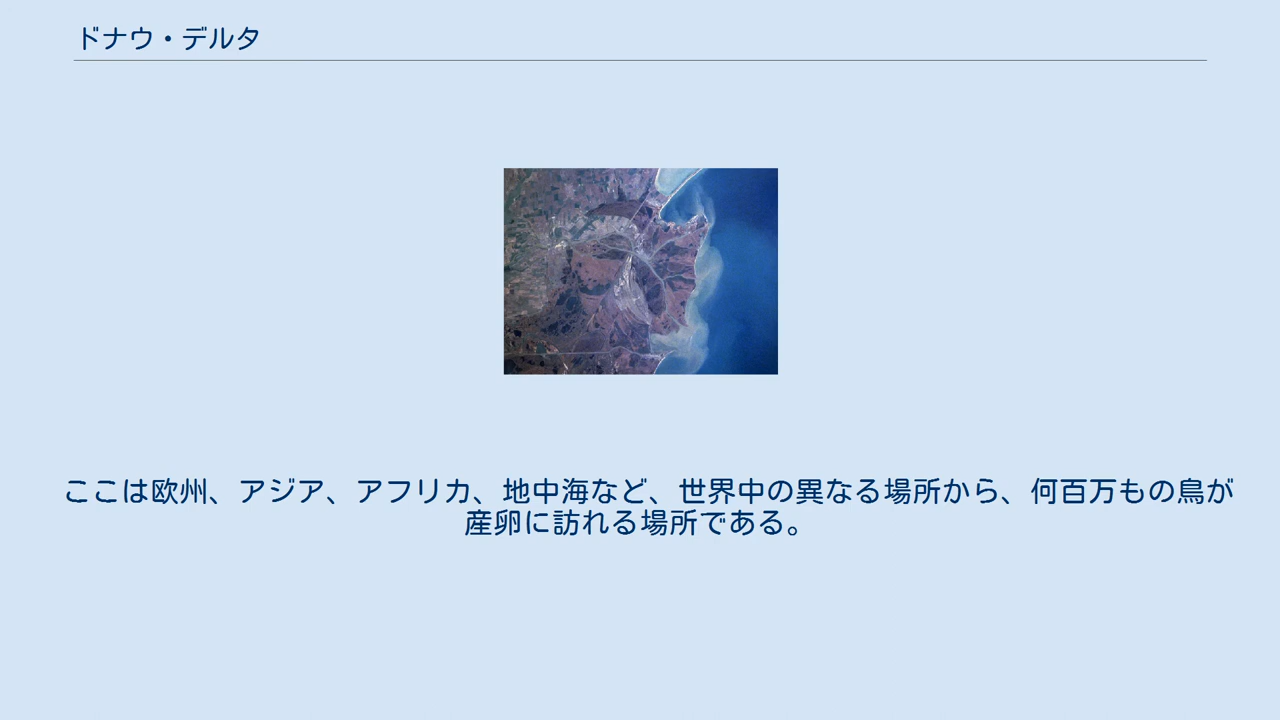 ドナウ・デルタ
ここは欧州、アジア、アフリカ、地中海など、世界中の異なる場所から、何百万もの鳥が
産卵に訪れる場所である。